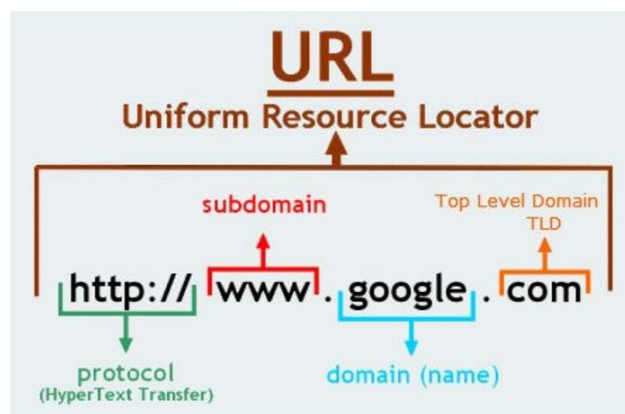 URL
Uniform Resource Locator
subdomain
Top Level Domain
TLD
http:// www . google . com
protocol
(HyperText Transfer)
domain (name)